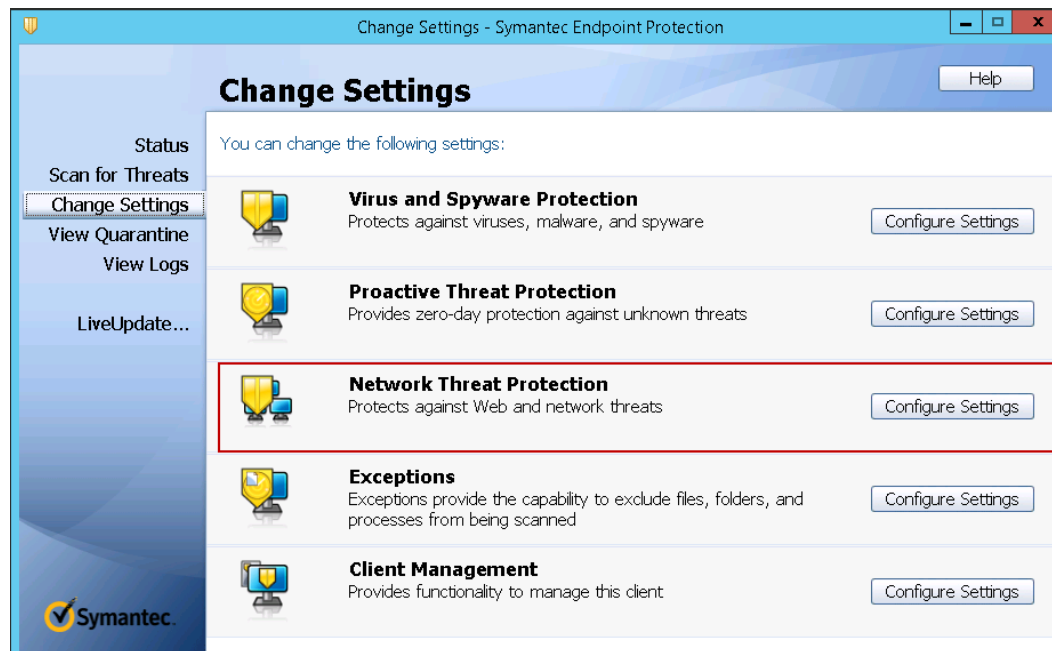 Change Settings - Symantec Endpoint Protection
Change Settings
Help
Status
Scan for Threats
Change Settings
View Quarantine
View Logs
LiveUpdate...
You can change the following settings:
Virus and Spyware Protection
Protects against viruses, malware, and spyware
Configure Settings
Proactive Threat Protection
Provides zero-day protection against unknown threats
Configure Settings
Network Threat Protection
Protects against Web and network threats
Configure Settings
Exceptions
Exceptions provide the capability to exclude files, folders, and
processes from being scanned
Configure Settings
Client Management
Provides functionality to manage this client
Configure Settings
Symantec.